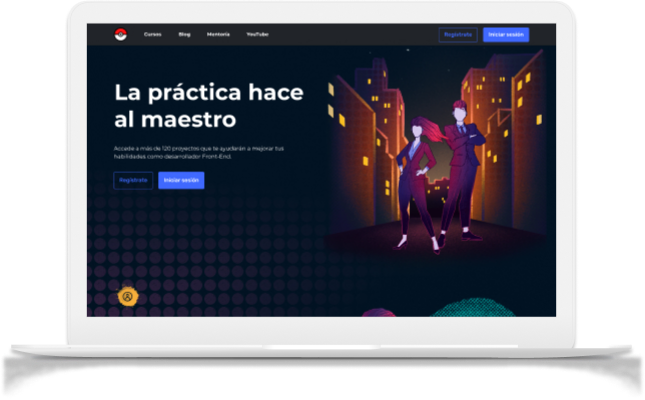 Cursos Blog Mentoría YouTube Regístrate Iniciar sesión
La práctica hace
al maestro
Accede a más de 120 proyectos que te ayudarán a mejorar tus
habilidades como desarrollador Front-End.
Regístrate Iniciar sesión